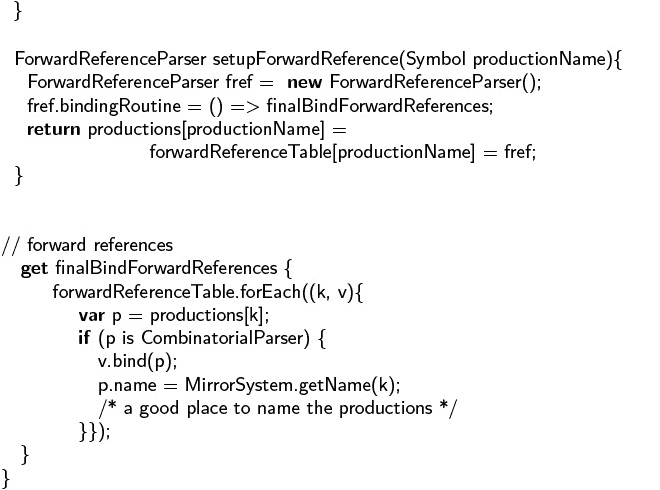 }
ForwardReferenceParser setupForwardReference(Symbol productionName){
ForwardReferenceParser fref = new ForwardReferenceParser();
fref.bindingRoutine = () => finalBindForwardReferences;
return productions[productionName] =
forwardReferenceTable[productionName] = fref;
}
// forward references
get finalBindForwardReferences {
forwardReferenceTable.forEach((k, v){
var p = productions[k];
if (p is CombinatorialParser) {
v.bind(p);
p.name = MirrorSystem.getName(k);
/* a good place to name the productions */
}});
}
}